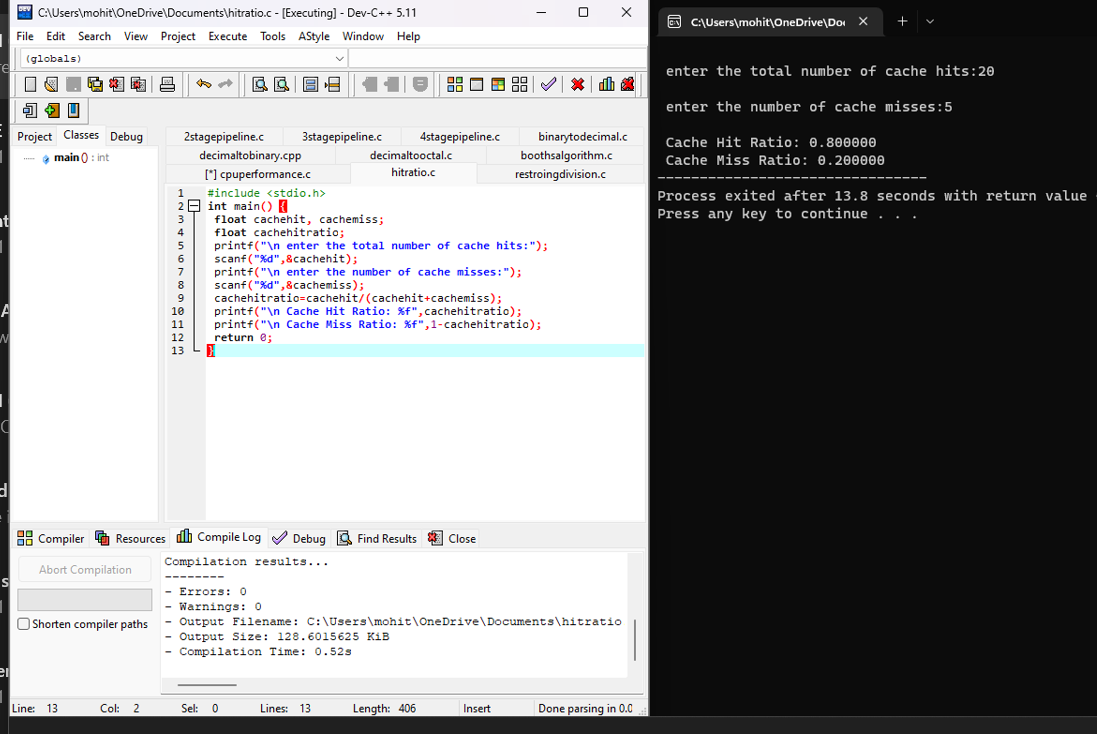 C:\Users\mohit\OneDrive\Documents\hitratio.c - [Executing] - Dev-C++ 5.11
File Edit Search View Project Execute Tools AStyle Window Help
(globals)
Project Classes Debug
main () : int
2stagepipeline.c 3stagepipeline.c 4stagepipeline.c binarytodecimal.c
decimaltobinary.cpp decimaltooctal.c boothsalgorithm.c
[*] cpuperformance.c hitratio.c restroingdivision.c
1 #include <stdio.h>
2 int main() {
3 float cachehit, cachemiss;
4 float cachehitratio;
5 printf("\n enter the total number of cache hits:");
6 scanf("%d",&cachehit);
7 printf("\n enter the number of cache misses:");
8 scanf("%d",&cachemiss);
9 cachehitratio=cachehit/(cachehit+cachemiss);
10 printf("\n Cache Hit Ratio: %f",cachehitratio);
11 printf("\n Cache Miss Ratio: %f",1-cachehitratio);
12 return 0;
13 }
Compiler Resources Compile Log Debug Find Results Close
Abort Compilation
Shorten compiler paths
Compilation results...
--------
- Errors: 0
- Warnings: 0
- Output Filename: C:\Users\mohit\OneDrive\Documents\hitratio
- Output Size: 128.6015625 KiB
- Compilation Time: 0.52s
Line: 13 Col: 2 Sel: 0 Lines: 13 Length: 406 Insert Done parsing in 0.0
C:\Users\mohit\OneDrive\Do
enter the total number of cache hits:20
enter the number of cache misses:5
Cache Hit Ratio: 0.800000
Cache Miss Ratio: 0.200000
--------------------------------
Process exited after 13.8 seconds with return value
Press any key to continue . . .